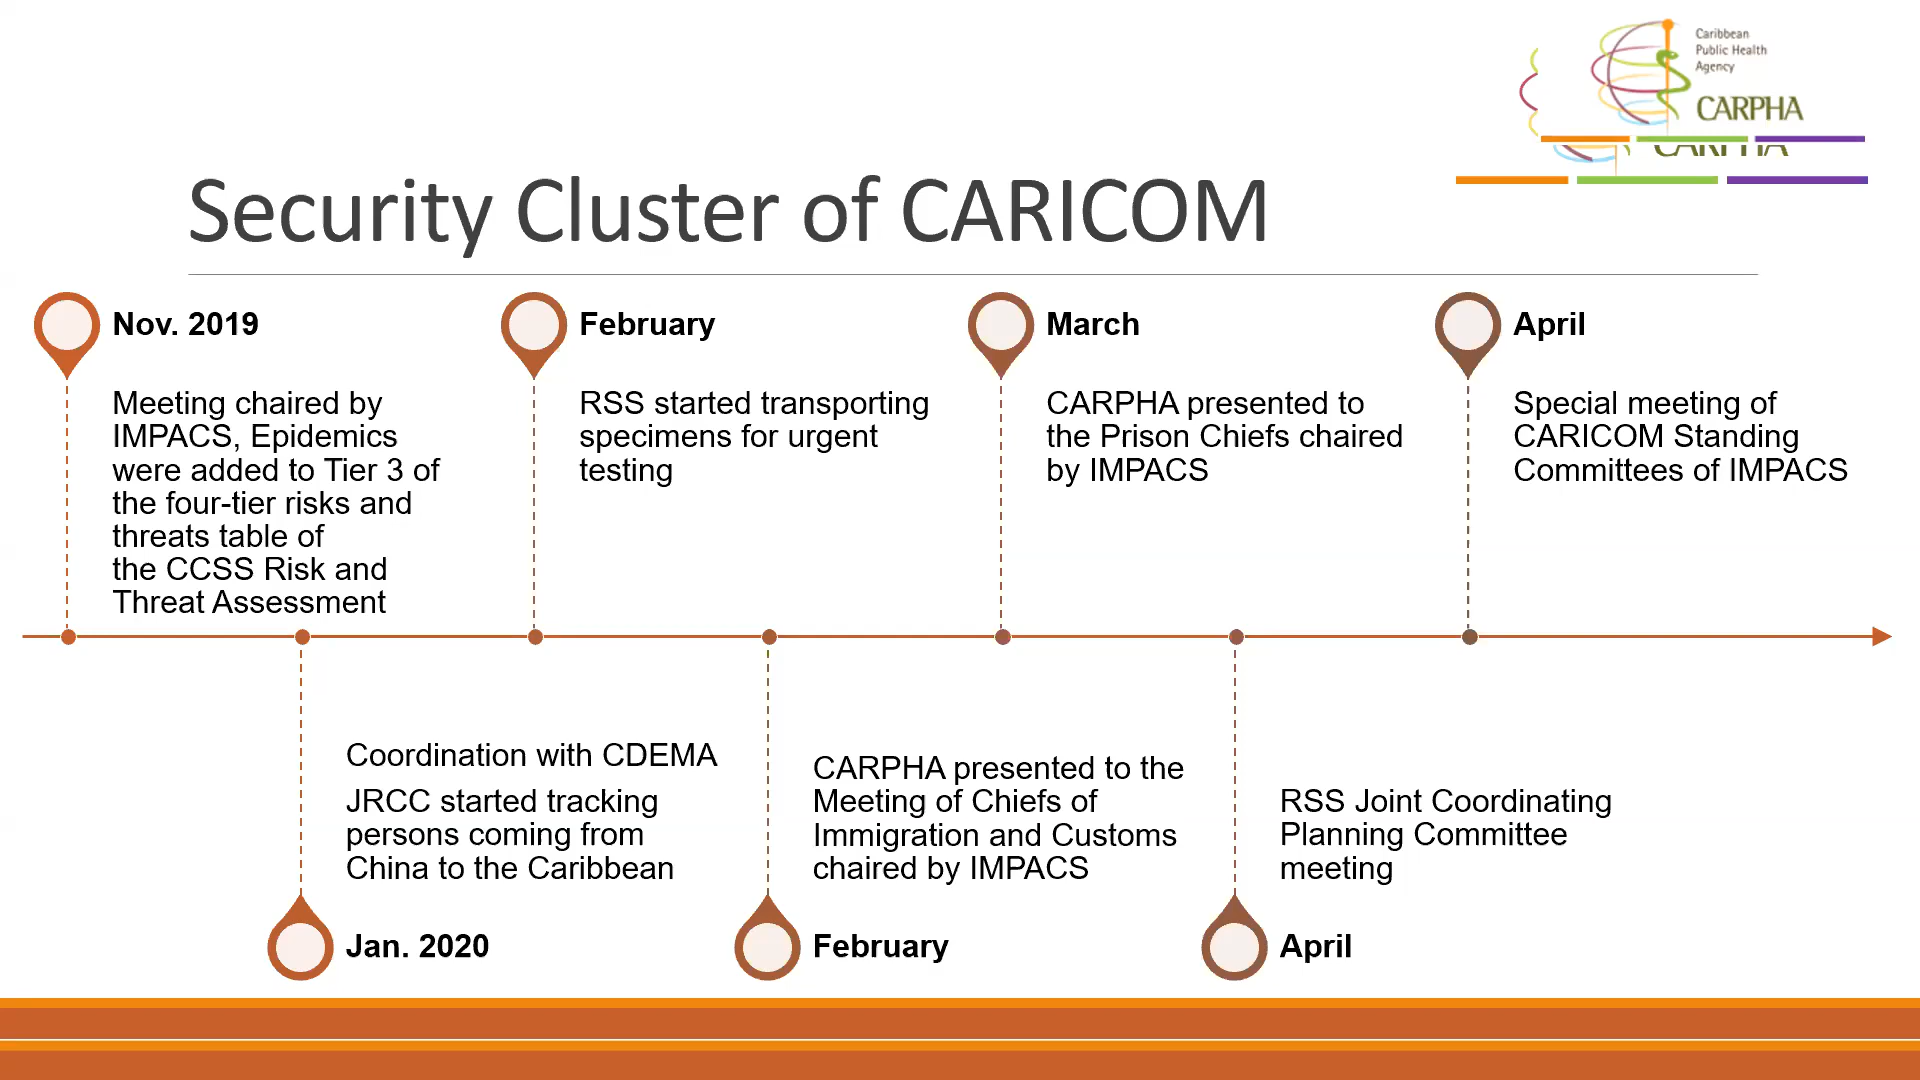 Caribbean
Public Health
Agency
CARPHA
CARPHA
Security Cluster of CARICOM
Nov. 2019
Meeting chaired by
IMPACS, Epidemics
were added to Tier 3 of
the four-tier risks and
threats table of
the CCSS Risk and
Threat Assessment
February
RSS started transporting
specimens for urgent
testing
March
CARPHA presented to
the Prison Chiefs chaired
by IMPACS
April
Special meeting of
CARICOM Standing
Committees of IMPACS
Coordination with CDEMA
JRCC started tracking
persons coming from
China to the Caribbean
Jan. 2020
CARPHA presented to the
Meeting of Chiefs of
Immigration and Customs
chaired by IMPACS
February
RSS Joint Coordinating
Planning Committee
meeting
April